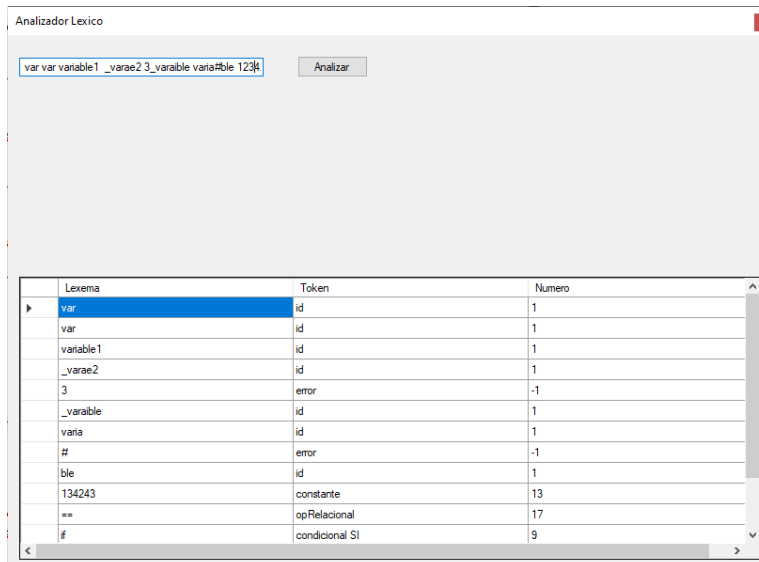 Analizador Lexico
var var variable1 _varae2 3_varaible varia#ble 1234.
Analizar
Lexema Token Numero
var id 1
var id 1
variable1 id 1
_varae2 id 1
3 error -1
_varaible id 1
varia id 1
# error -1
ble id 1
134243 constante 13
== opRelacional 17
if condicional SI 9